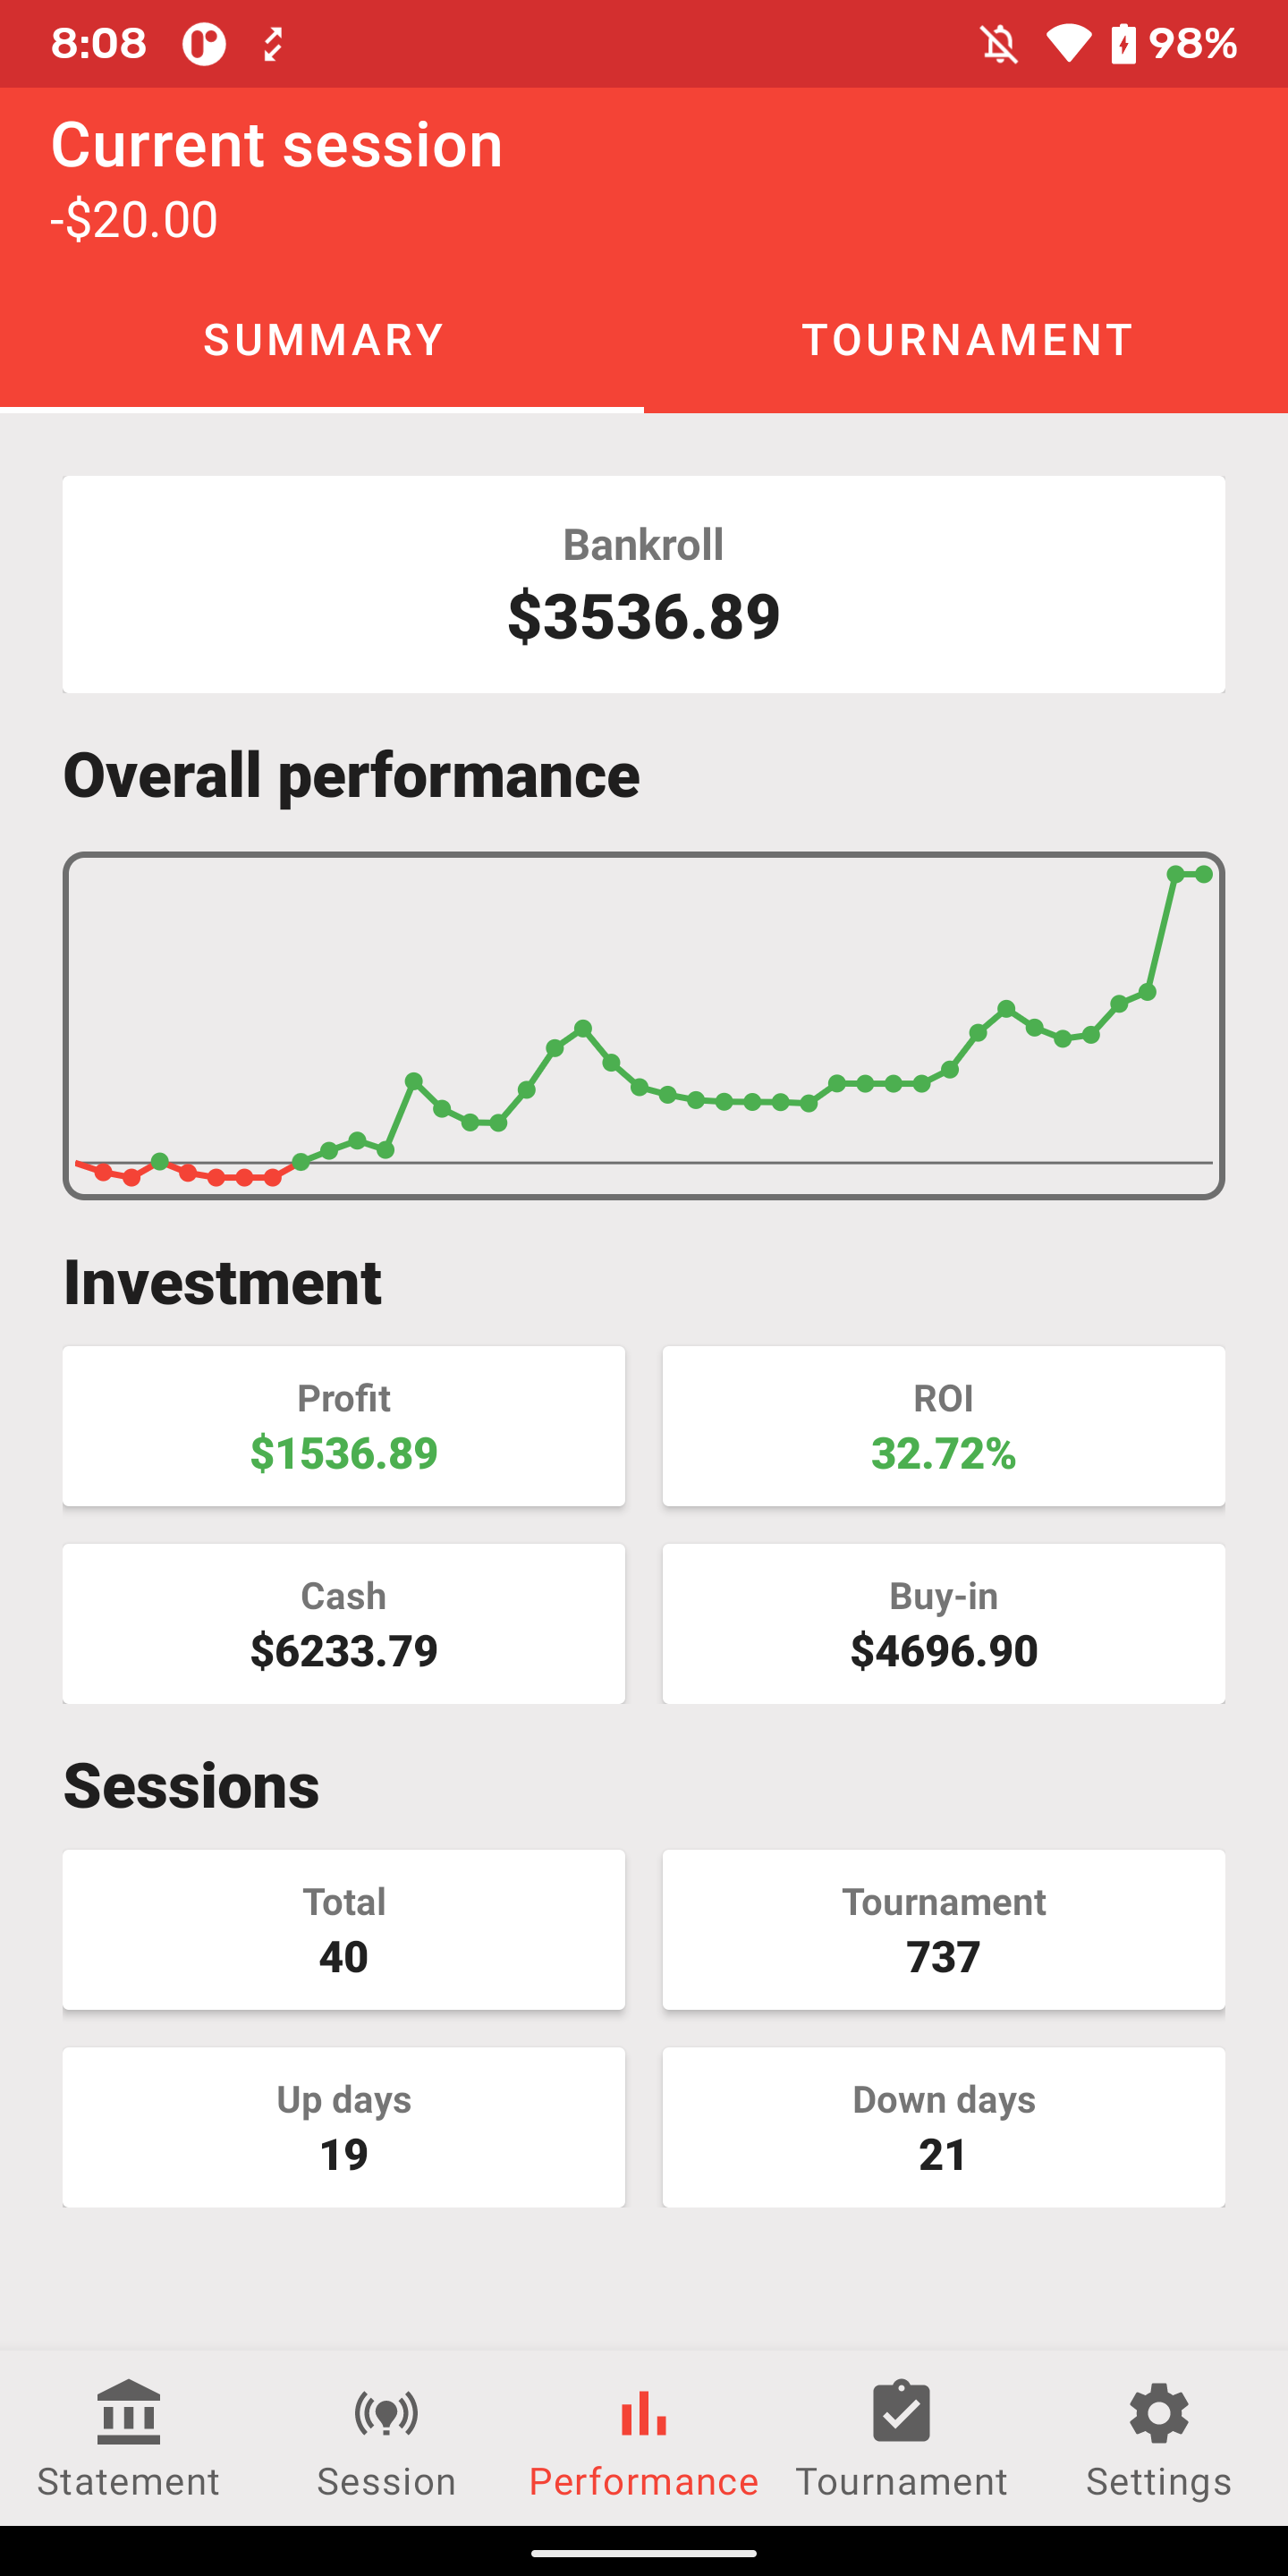 8:08 98%
Current session
-$20.00
SUMMARY TOURNAMENT
Bankroll
$3536.89
Overall performance
Investment
Profit ROI
$1536.89 32.72%
Cash Buy-in
$6233.79 $4696.90
Sessions
Total Tournament
40 737
Up days Down days
19 21
Statement Session Performance Tournament Settings